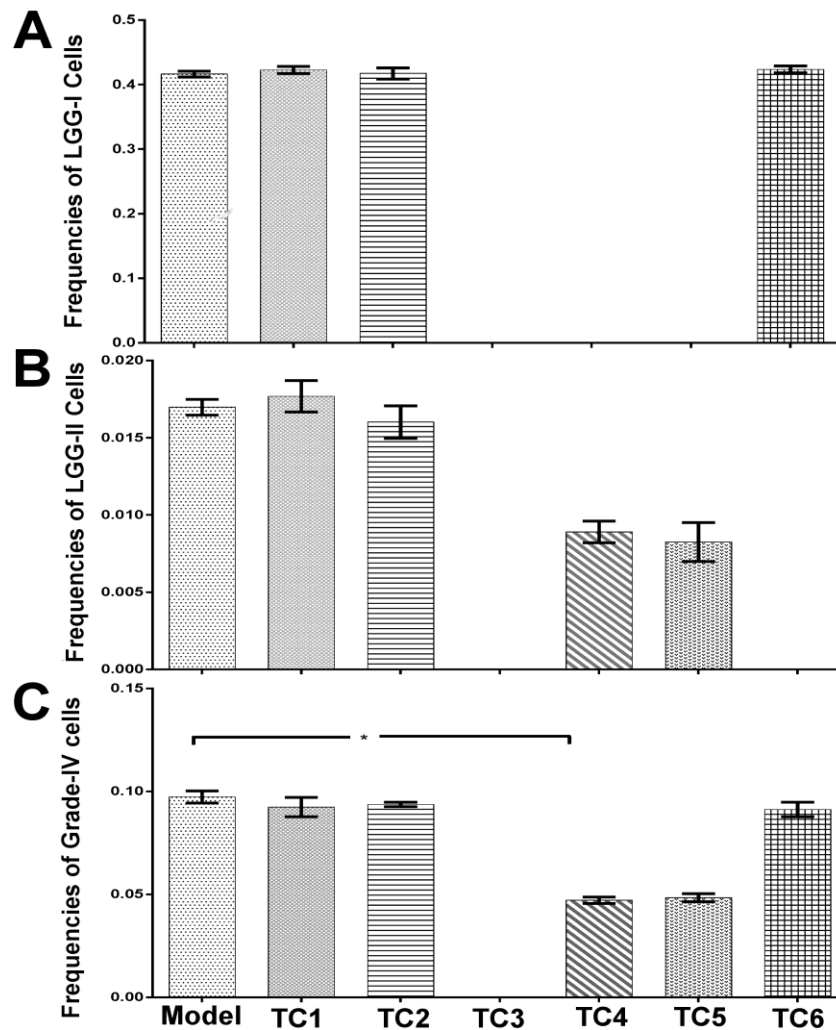 A
Frequencies of LGG-I Cells
0.5
0.4
0.3
0.2
0.1
0.0
B
Frequencies of LGG-II Cells
0.020
0.015
0.010
0.005
0.000
C
Frequencies of Grade-IV cells
0.15
0.10
0.05
0.00
*
Model TC1 TC2 TC3 TC4 TC5 TC6